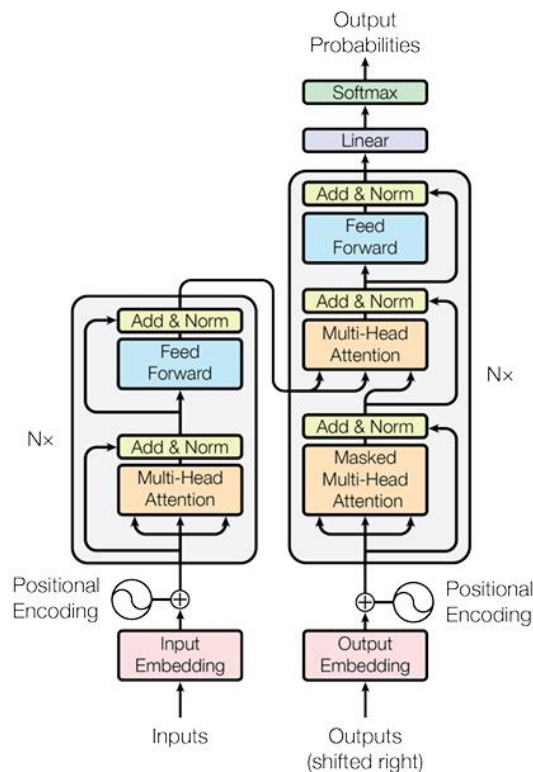 Output
Probabilities
Softmax
Linear
Add & Norm
Feed
Forward
Add & Norm
Multi-Head
Attention
Nx
Add & Norm
Masked
Multi-Head
Attention
Add & Norm
Feed
Forward
Nx
Add & Norm
Multi-Head
Attention
Positional
Encoding
Positional
Encoding
Input
Embedding
Output
Embedding
Inputs
Outputs
(shifted right)